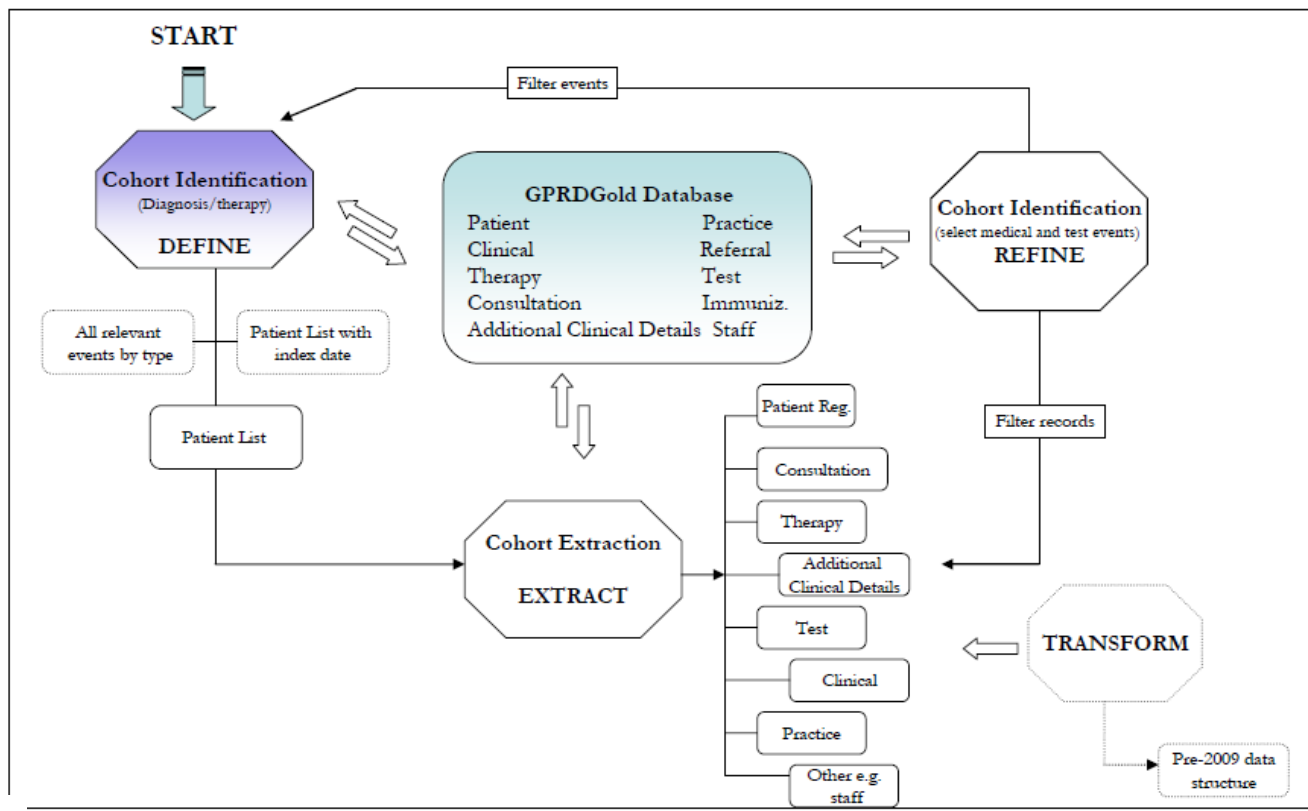 START
Filter events
Cohort Identification
(Diagnosis/therapy)
DEFINE
GPRDGold Database
Patient Practice
Clinical Referral
Therapy Test
Consultation Immuniz.
Additional Clinical Details Staff
Cohort Identification
(select medical and test events)
REFINE
All relevant
events by type
Patient List with
index date
Patient List
Filter records
Cohort Extraction
EXTRACT
Patient Reg.
Consultation
Therapy
Additional
Clinical Details
Test
Clinical
Practice
Other e.g.
staff
TRANSFORM
Pre-2009 data
structure